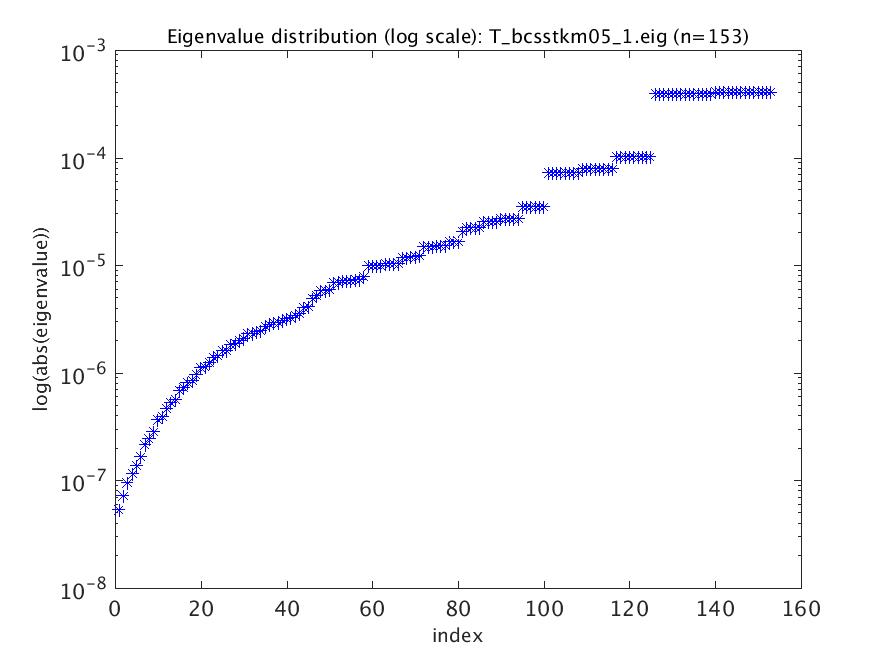 Eigenvalue distribution (log scale): T_bcsstkm05_1.eig (n=153)
10^-3
10^-4
10^-5
10^-6
10^-7
10^-8
log(abs(eigenvalue))
0 20 40 60 80 100 120 140 160
index